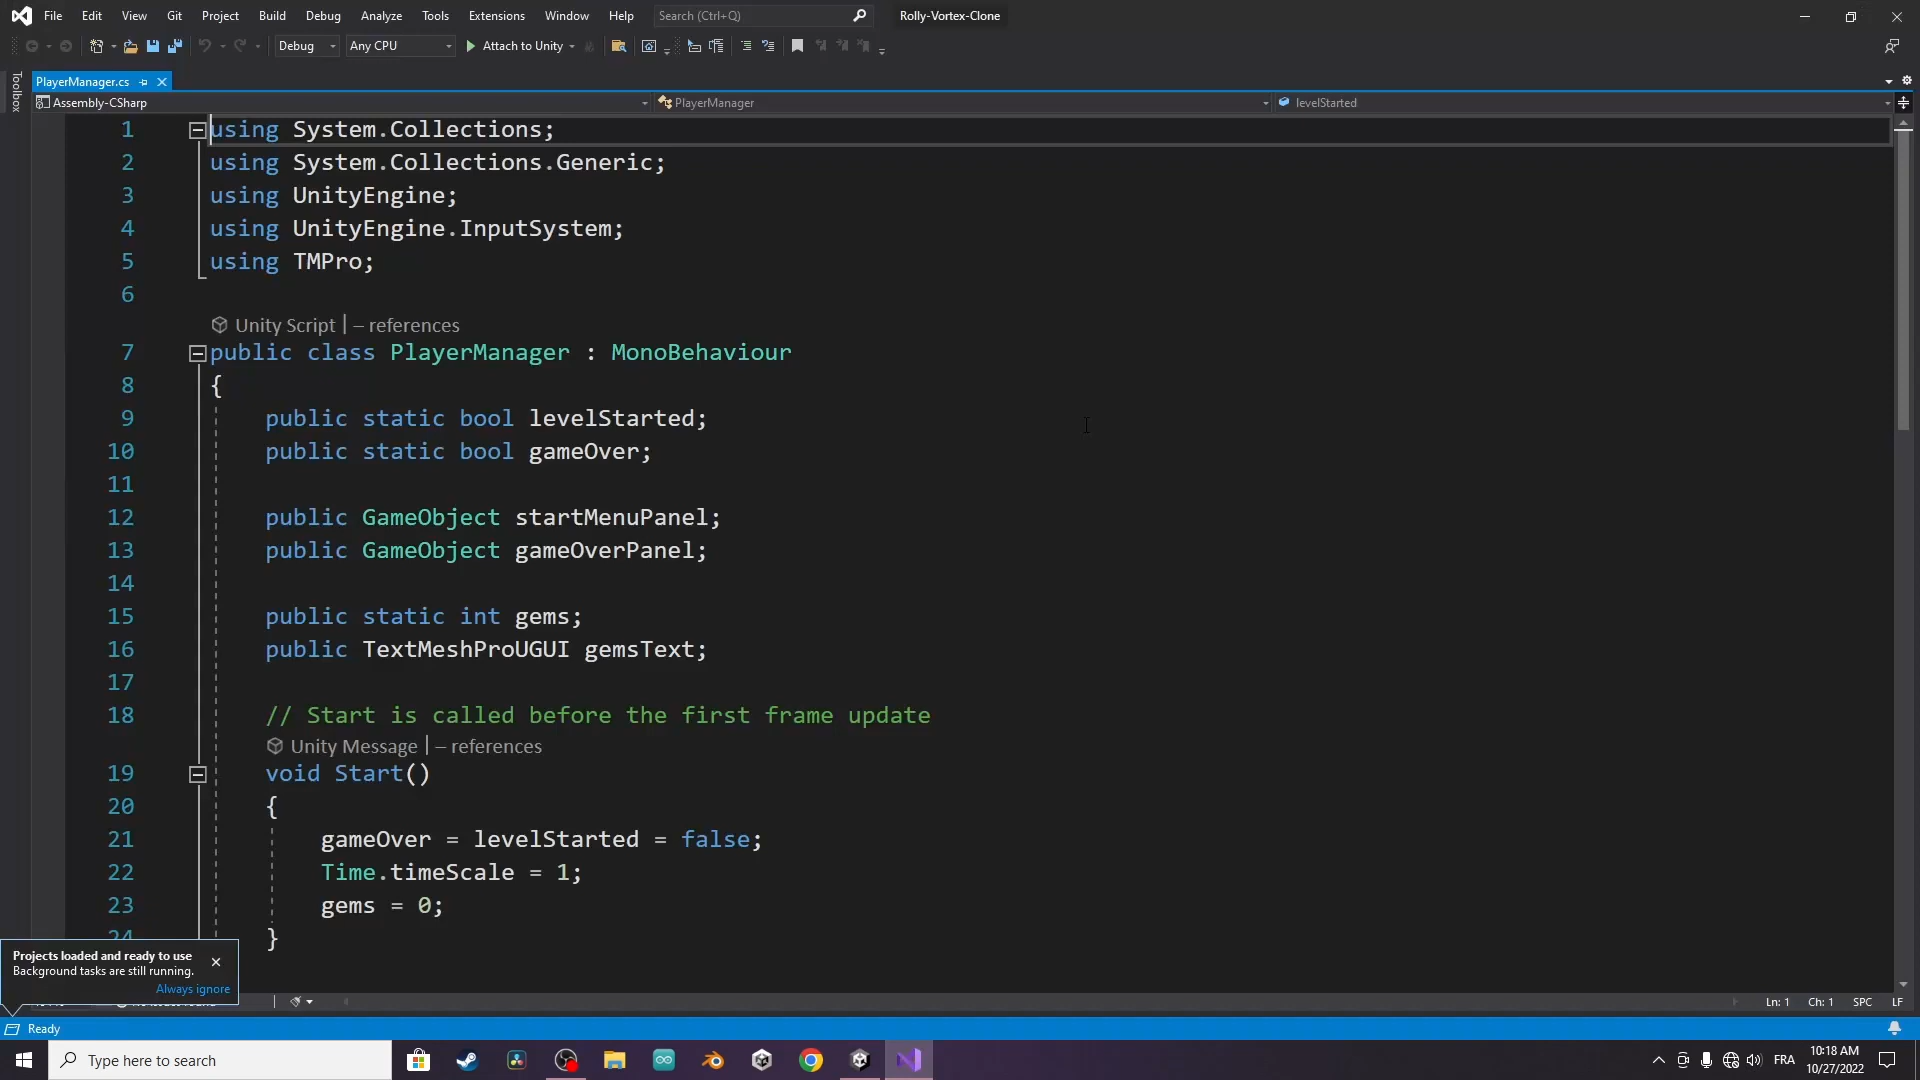 File Edit View Git Project Build Debug Analyze Tools Extensions Window Help Search (Ctrl+Q) Rolly-Vortex-Clone
Debug Any CPU Attach to Unity
Toolbox
PlayerManager.cs
Assembly-CSharp PlayerManager levelStarted
1 using System.Collections;
2 using System.Collections.Generic;
3 using UnityEngine;
4 using UnityEngine.InputSystem;
5 using TMPro;
6
Unity Script | – references
7 public class PlayerManager : MonoBehaviour
8 {
9 public static bool levelStarted;
10 public static bool gameOver;
11
12 public GameObject startMenuPanel;
13 public GameObject gameOverPanel;
14
15 public static int gems;
16 public TextMeshProUGUI gemsText;
17
18 // Start is called before the first frame update
Unity Message | – references
19 void Start()
20 {
21 gameOver = levelStarted = false;
22 Time.timeScale = 1;
23 gems = 0;
24 }
Projects loaded and ready to use
Background tasks are still running.
Always ignore
Ln: 1 Ch: 1 SPC LF
Ready
Type here to search
FRA
10:18 AM
10/27/2022